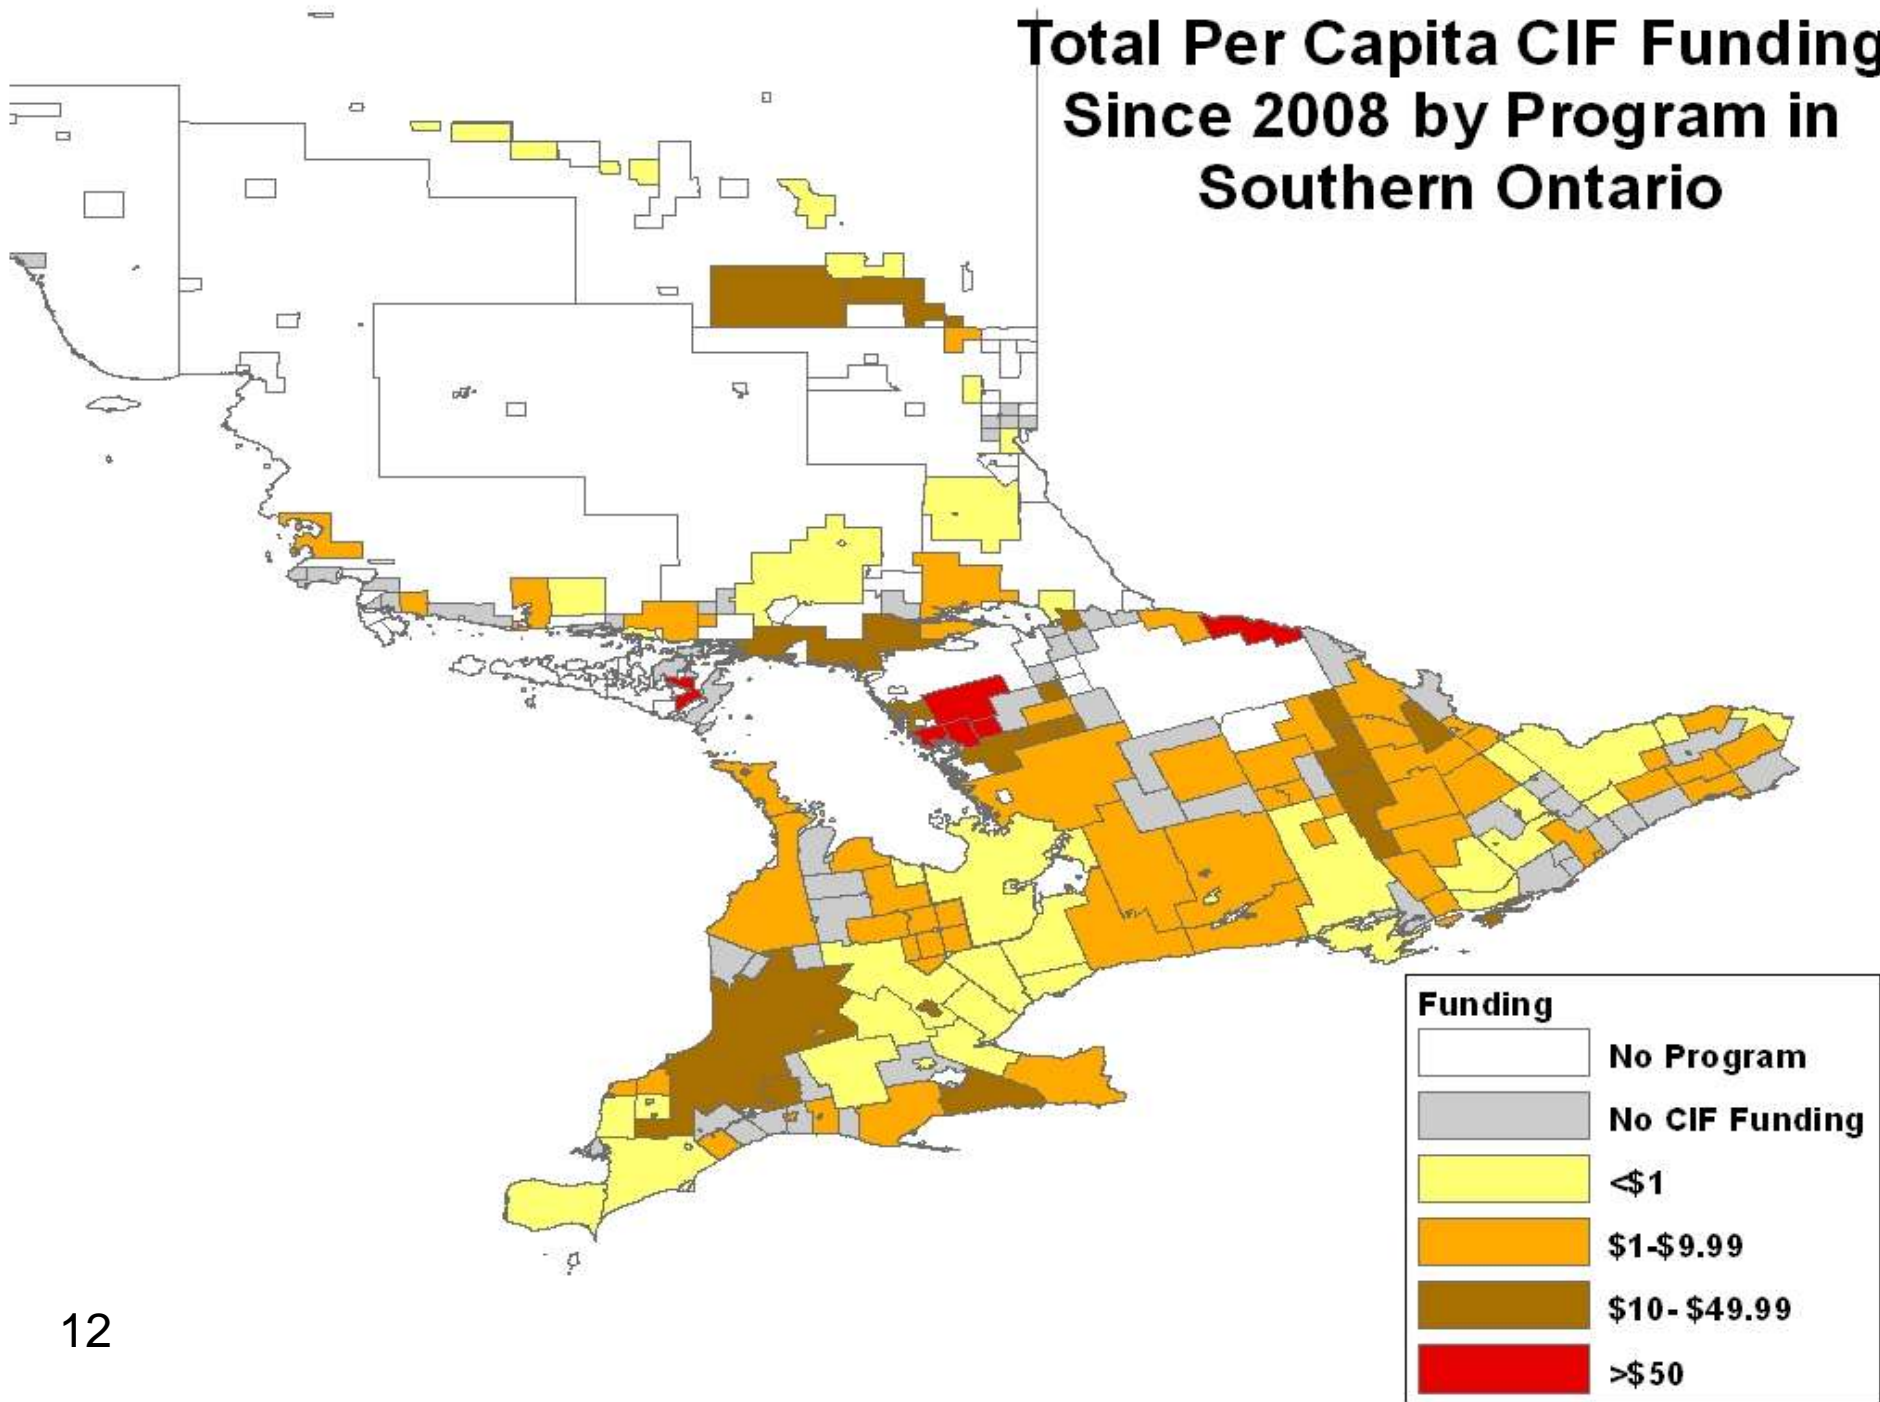 Total Per Capita CIF Funding
Since 2008 by Program in
Southern Ontario
Funding
No Program
No CIF Funding
<$1
$1-$9.99
$10-$49.99
>$50
12